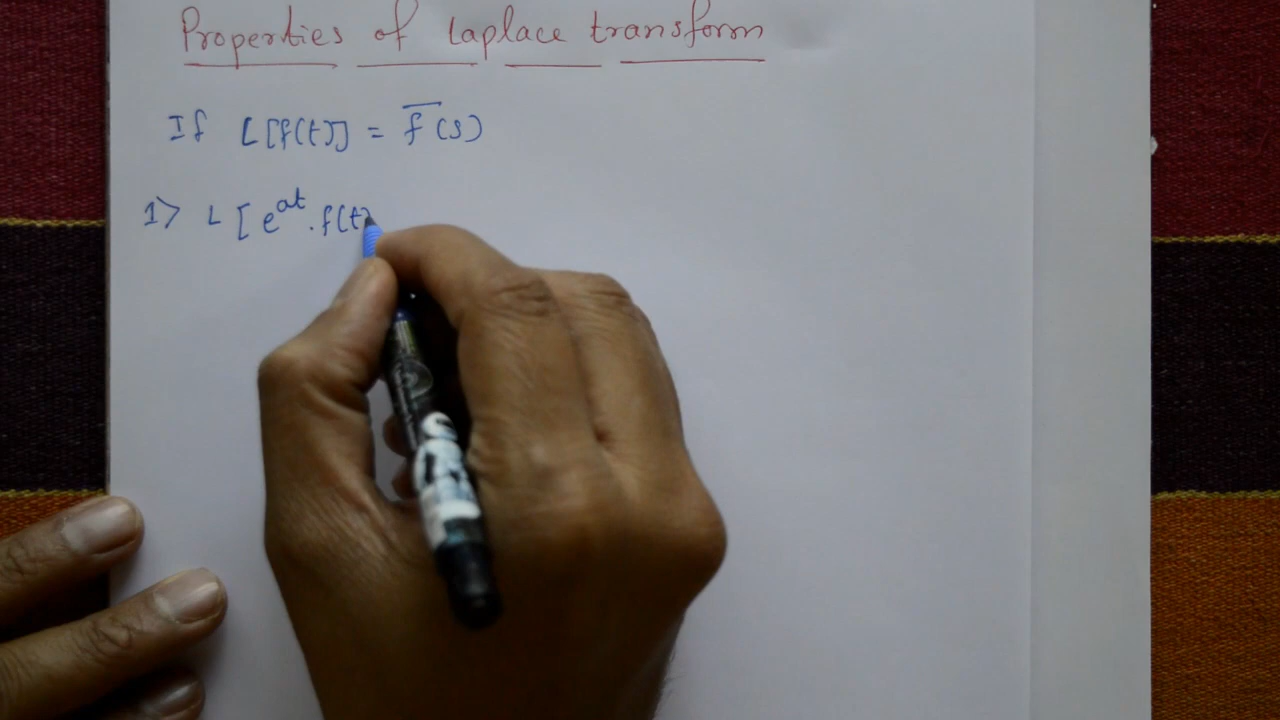 Properties of Laplace transform
If L[f(t)] = f̅(s)
1> L [e^at . f(t)